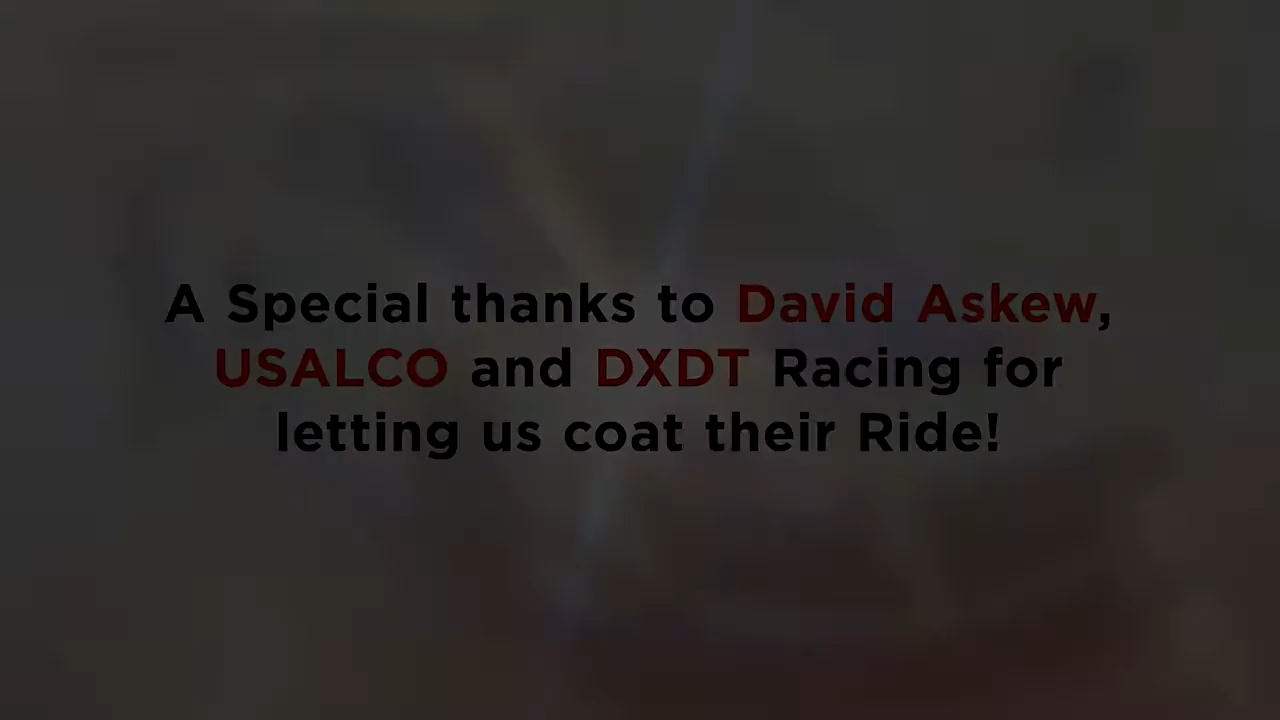 A Special thanks to David Askew,
USALCO and DXDT Racing for
letting us coat their Ride!